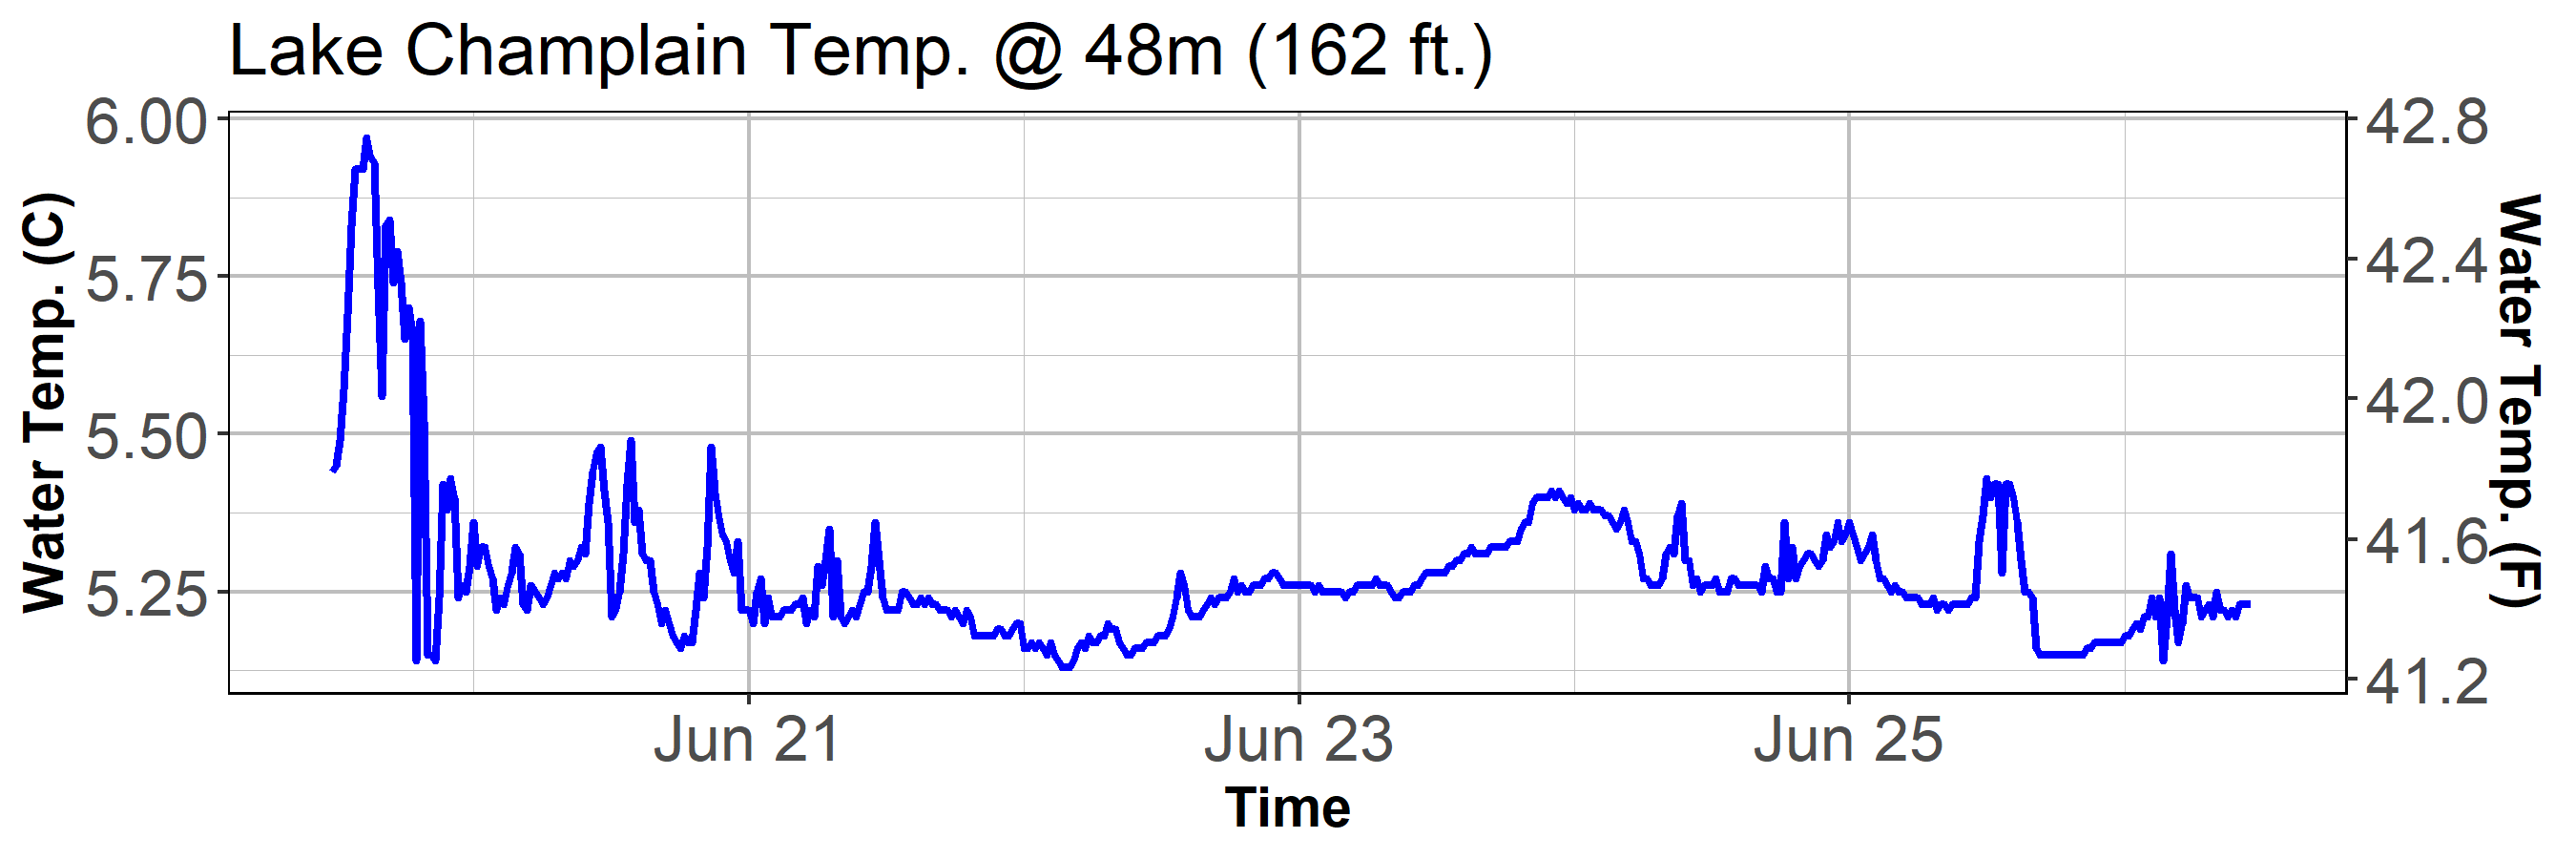 Lake Champlain Temp. @ 48m (162 ft.)
6.00
5.75
5.50
5.25
Water Temp. (C)
42.8
42.4
42.0
41.6
41.2
Water Temp. (F)
Jun 21
Jun 23
Jun 25
Time